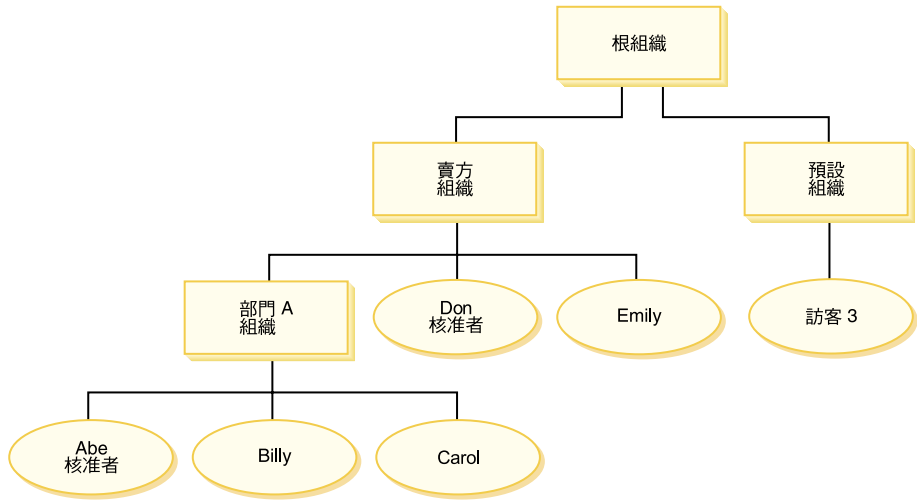 根組織
賣方
組織
預設
組織
部門 A
組織
Don
核准者
Emily
訪客 3
Abe
核准者
Billy
Carol